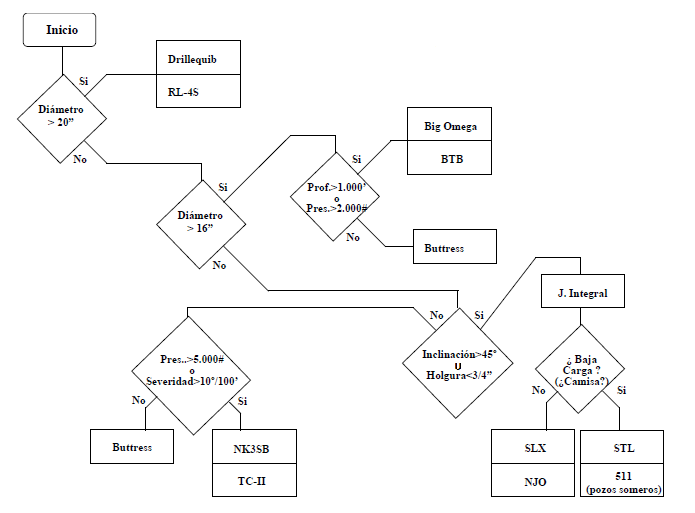 Inicio
Drillequib
Si
Diámetro
> 20”
RL-4S
No
Big Omega
Si
BTB
Prof.>1.000’
o
Pres.>2.000#
Si
Diámetro
> 16”
No
Buttress
No
J. Integral
No
Si
Pres..>5.000#
o
Severidad>10º/100’
Inclinación>45º
U
Holgura<3/4”
¿ Baja
Carga ?
(¿Camisa?)
No
Si
No
Si
Buttress
NK3SB
TC-II
SLX
NJO
STL
511
(pozos someros)